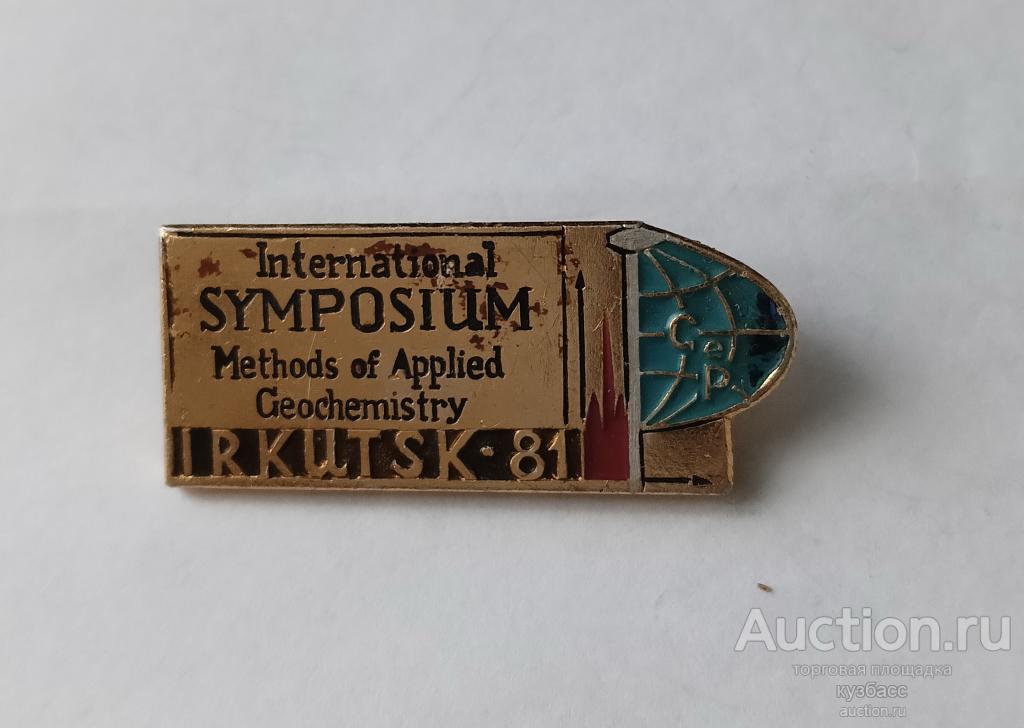 International
SYMPOSIUM
Methods of Applied
Geochemistry
IRKUTSK·81
Auction.ru
торговая площадка
кузбасс
auction.ru